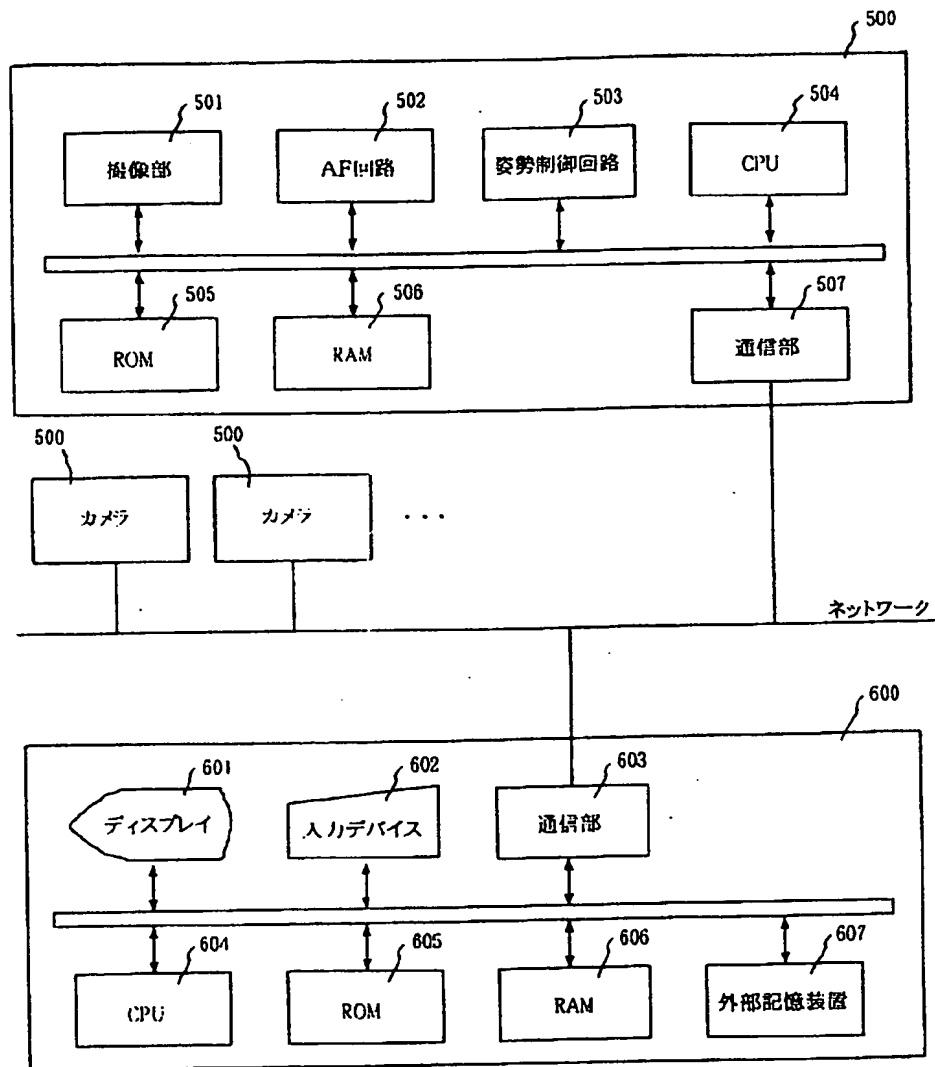 500
501
502
503
504
撮像部
AF回路
姿勢制御回路
CPU
505
506
507
ROM
RAM
通信部
500
500
カメラ
カメラ
...
ネットワーク
600
601
602
603
ディスプレイ
入力デバイス
通信部
604
605
606
607
CPU
ROM
RAM
外部記憶装置